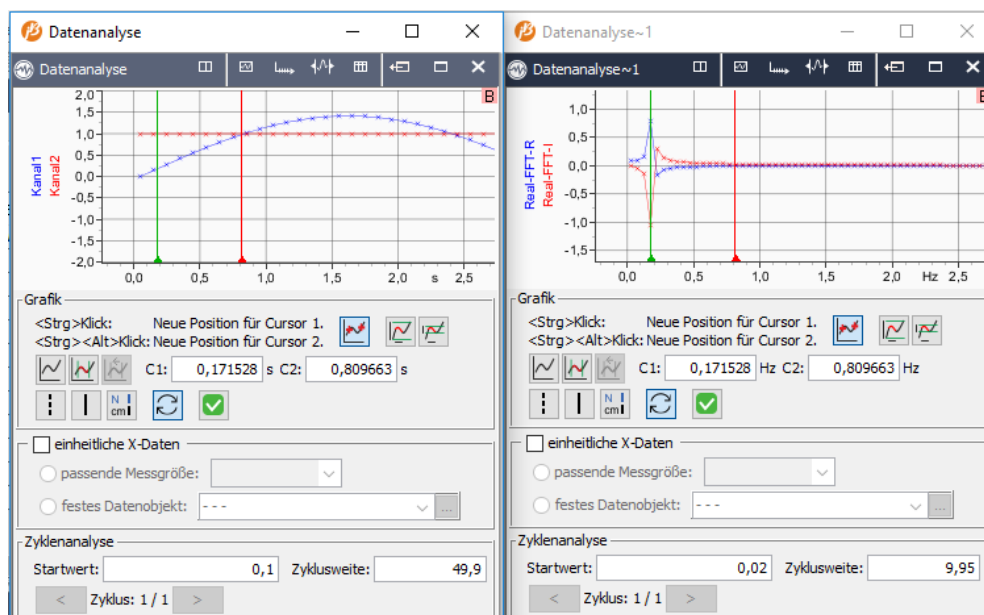 Datenanalyse
Datenanalyse
B
2,0
1,5
1,0
0,5
0,0
-0,5
-1,0
-1,5
-2,0
Kanal1
Kanal2
0,0 0,5 1,0 1,5 2,0 s 2,5
Grafik
<Strg>Klick: Neue Position für Cursor 1.
<Strg><Alt>Klick: Neue Position für Cursor 2.
C1: 0,171528 s C2: 0,809663 s
N
cm
einheitliche X-Daten
passende Messgröße:
festes Datenobjekt: - - - ...
Zyklenanalyse
Startwert: 0,1 Zyklusweite: 49,9
< Zyklus: 1 / 1 >
Datenanalyse~1
Datenanalyse~1
B
1,0
0,5
0,0
-0,5
-1,0
-1,5
Real-FFT-R
Real-FFT-I
0,0 0,5 1,0 1,5 2,0 Hz 2,5
Grafik
<Strg>Klick: Neue Position für Cursor 1.
<Strg><Alt>Klick: Neue Position für Cursor 2.
C1: 0,171528 Hz C2: 0,809663 Hz
N
cm
einheitliche X-Daten
passende Messgröße:
festes Datenobjekt: - - - ...
Zyklenanalyse
Startwert: 0,02 Zyklusweite: 9,95
< Zyklus: 1 / 1 >